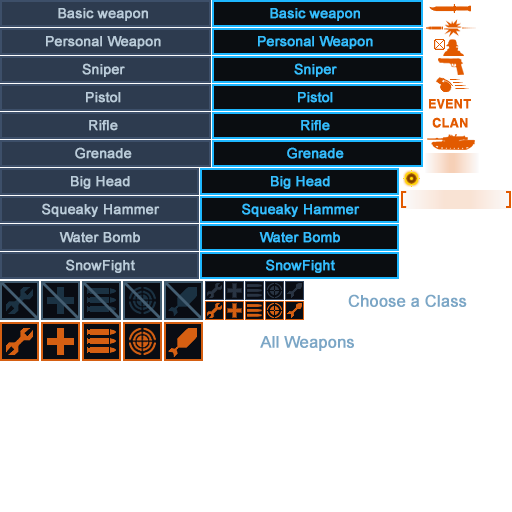 Basic weapon Basic weapon
Personal Weapon Personal Weapon
Sniper Sniper
Pistol Pistol
Rifle Rifle
Grenade Grenade
Big Head Big Head
Squeaky Hammer Squeaky Hammer
Water Bomb Water Bomb
SnowFight SnowFight
EVENT
CLAN
Choose a Class
All Weapons